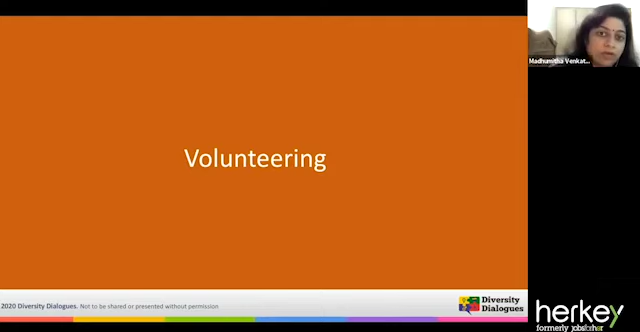 Madhumitha Venkat...
Volunteering
2020 Diversity Dialogues. Not to be shared or presented without permission
Diversity
Dialogues
herkey
formerly jobsforher